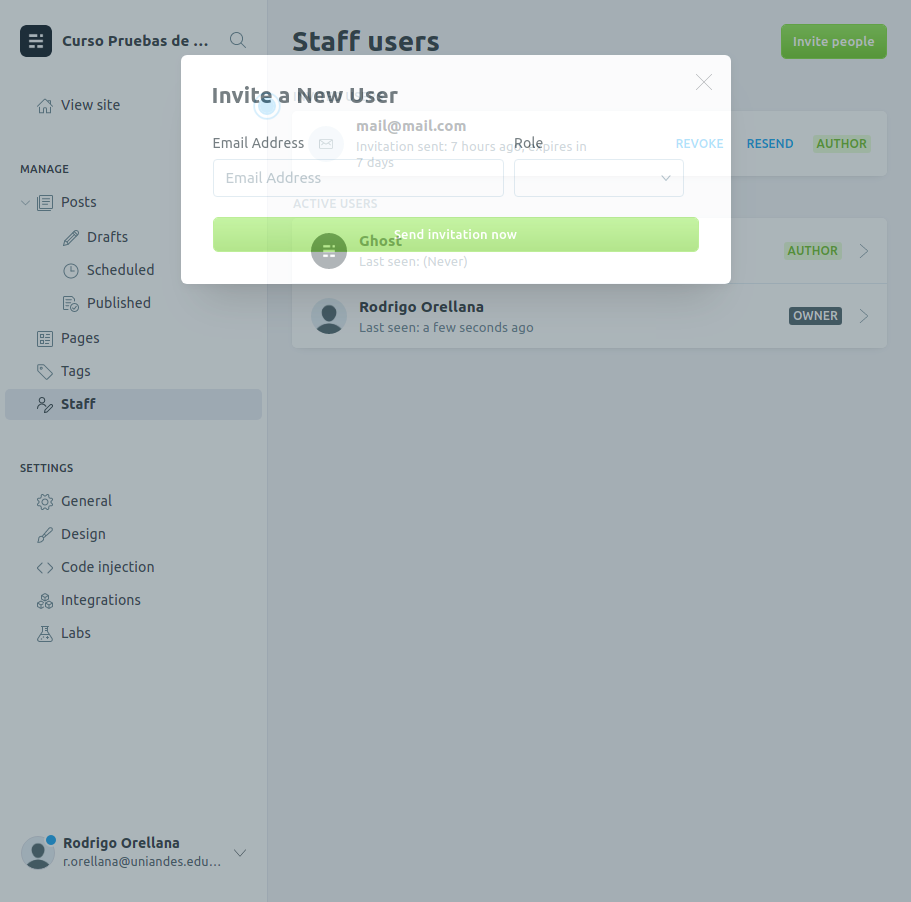 Curso Pruebas de ...
View site
MANAGE
Posts
Drafts
Scheduled
Published
Pages
Tags
Staff
SETTINGS
General
Design
Code injection
Integrations
Labs
Rodrigo Orellana
r.orellana@uniandes.edu...
Staff users
Invite people
Invite a New User
Email Address
Role
Email Address
Send invitation now
mail@mail.com
Invitation sent: 7 hours ago, expires in
7 days
REVOKE
RESEND
AUTHOR
ACTIVE USERS
Ghost
Last seen: (Never)
AUTHOR
Rodrigo Orellana
Last seen: a few seconds ago
OWNER